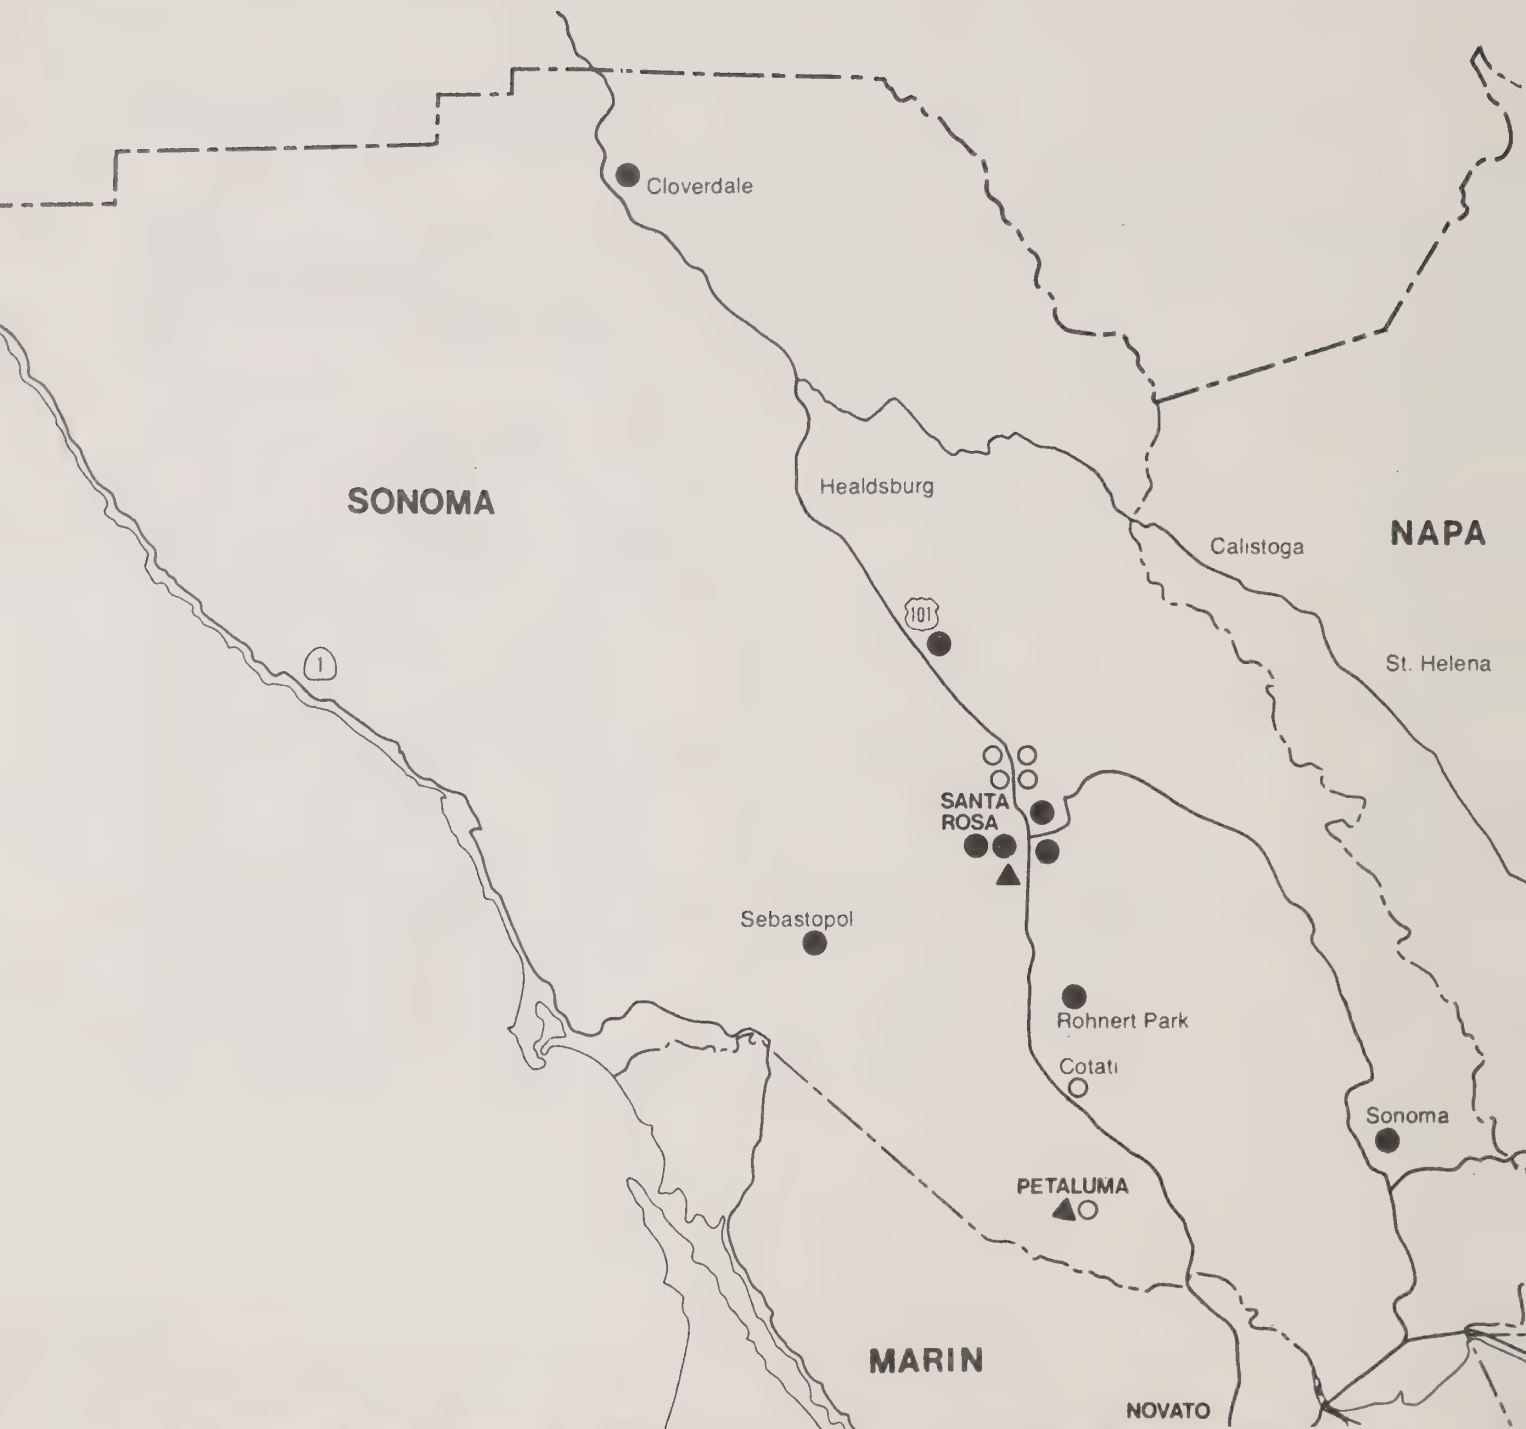 Cloverdale
SONOMA
Healdsburg
NAPA
Calistoga
101
St. Helena
1
SANTA
ROSA
Sebastopol
Rohnert Park
Cotati
Sonoma
PETALUMA
MARIN
NOVATO